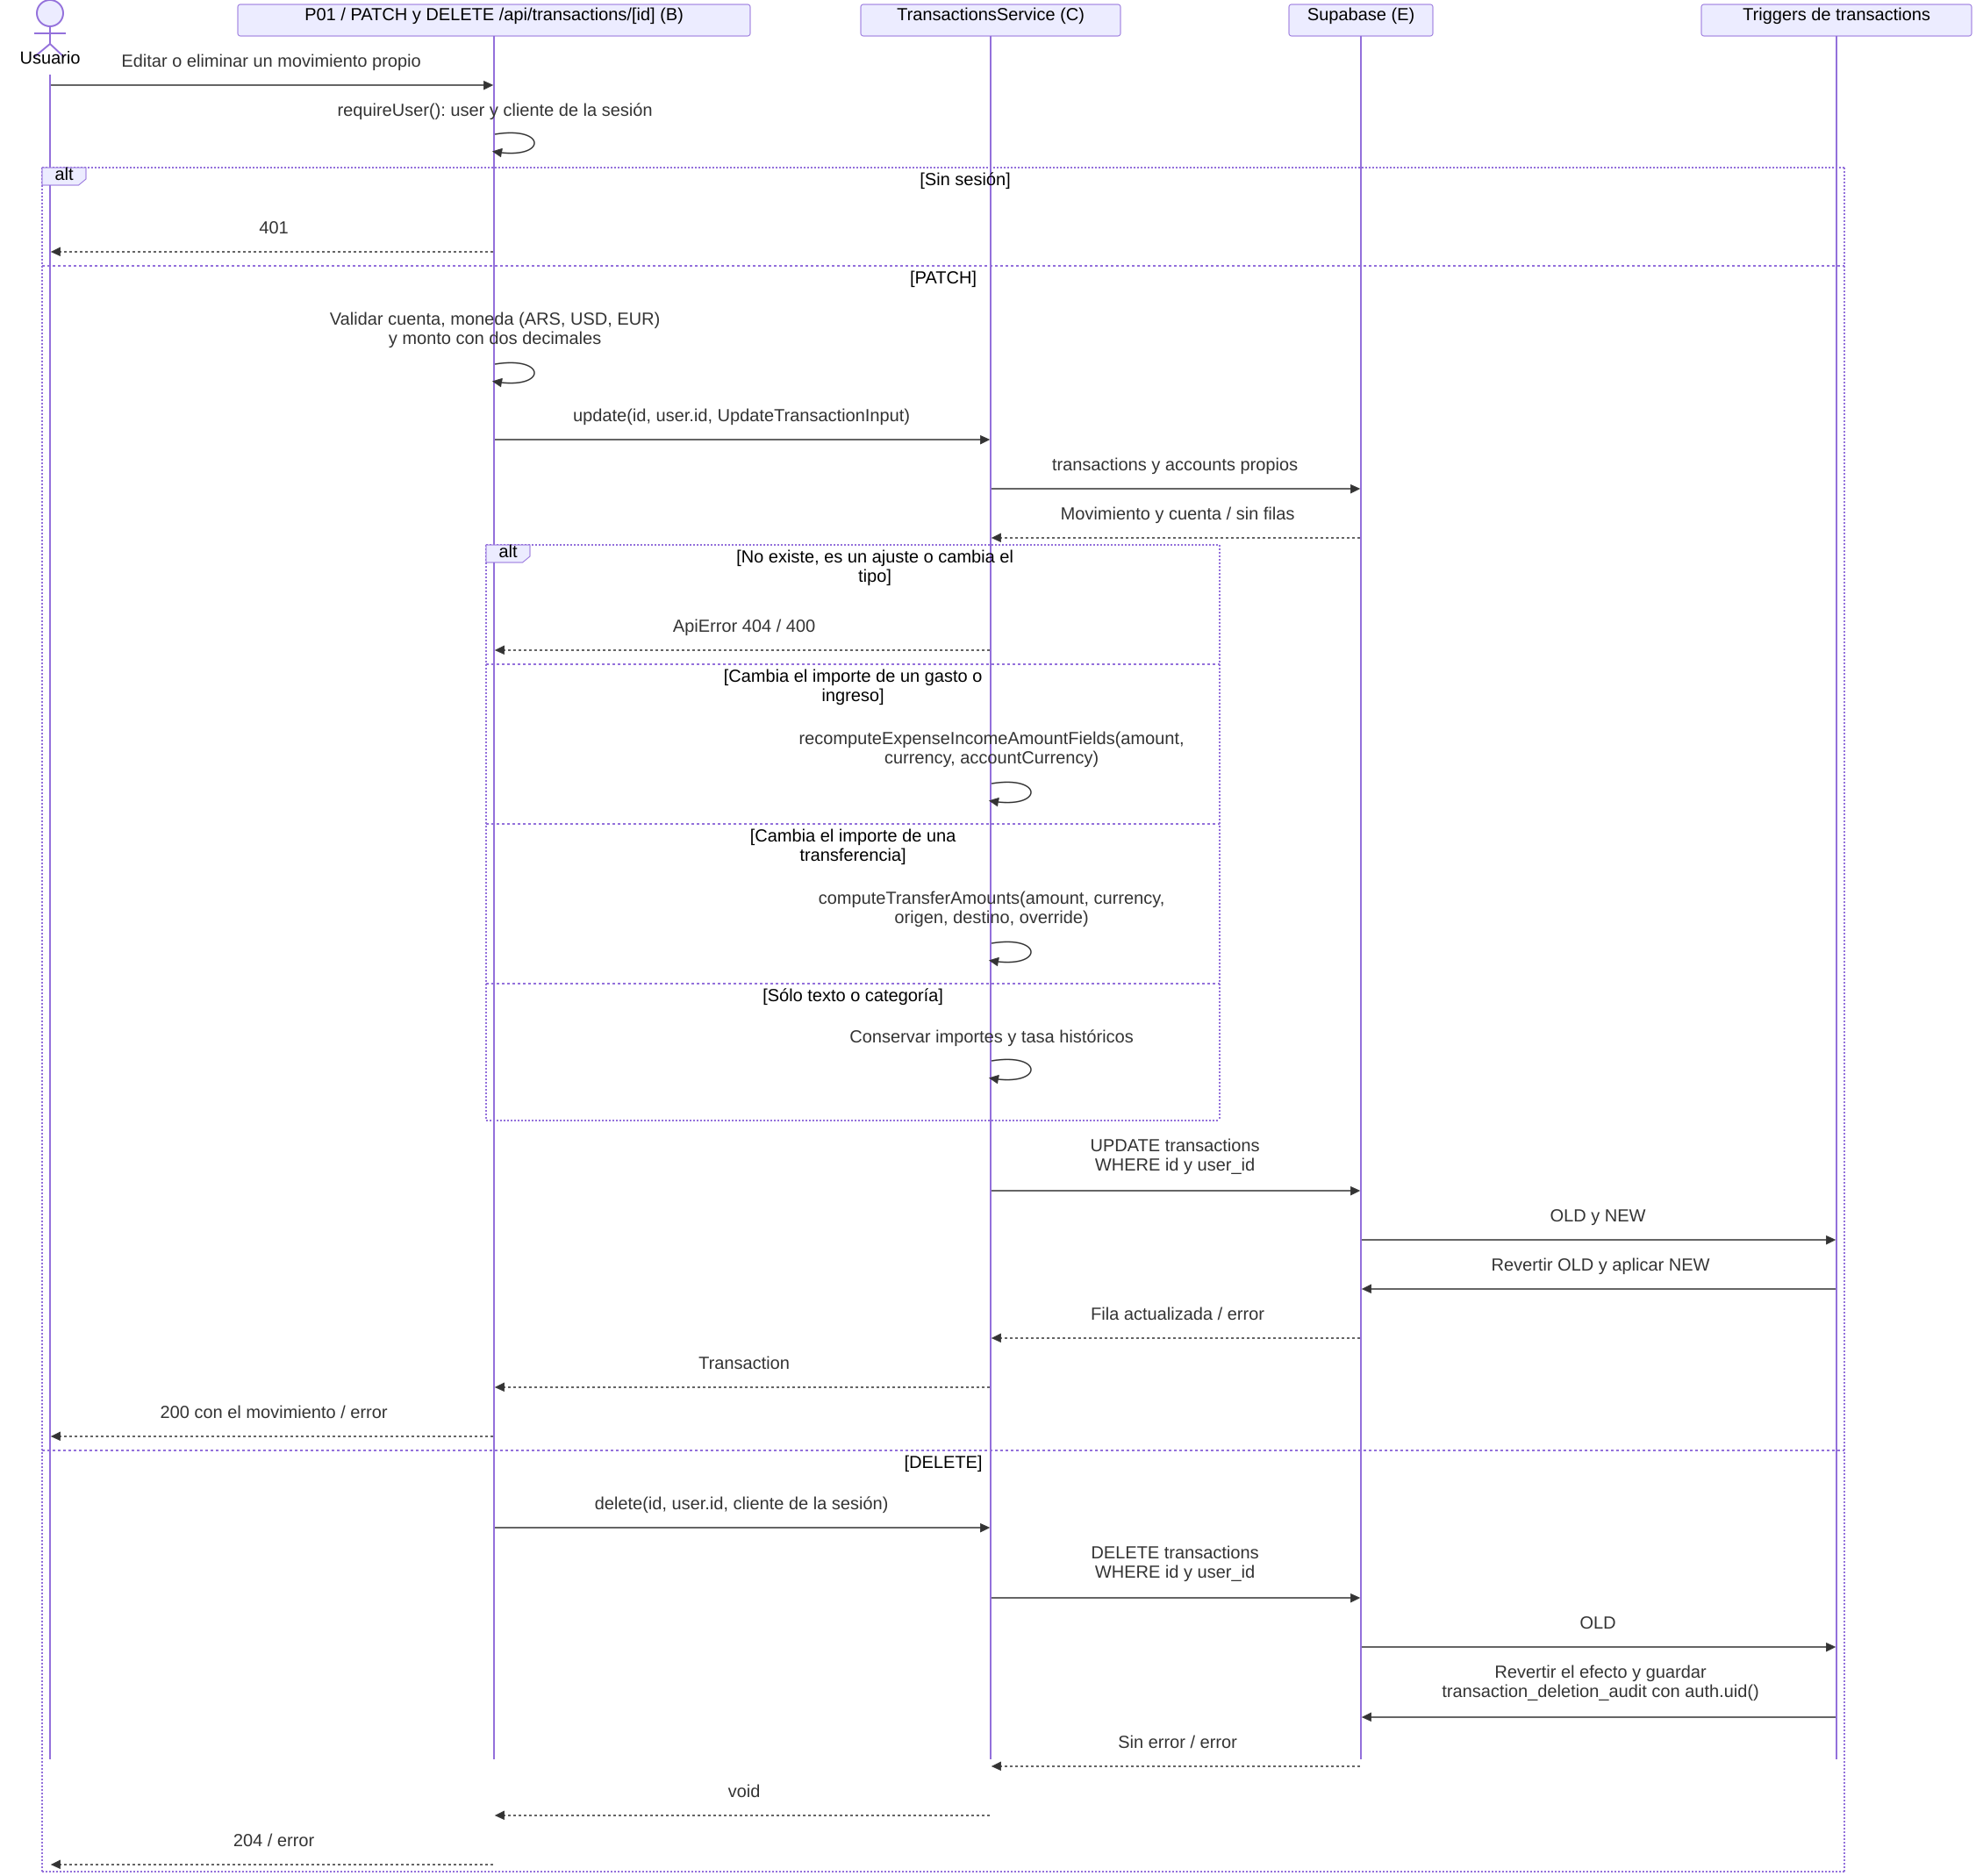 Usuario
P01 / PATCH y DELETE /api/transactions/[id] (B)
TransactionsService (C)
Supabase (E)
Triggers de transactions
Editar o eliminar un movimiento propio
requireUser(): user y cliente de la sesión
alt
[Sin sesión]
401
[PATCH]
Validar cuenta, moneda (ARS, USD, EUR)
y monto con dos decimales
update(id, user.id, UpdateTransactionInput)
transactions y accounts propios
Movimiento y cuenta / sin filas
alt
[No existe, es un ajuste o cambia el
tipo]
ApiError 404 / 400
[Cambia el importe de un gasto o
ingreso]
recomputeExpenseIncomeAmountFields(amount,
currency, accountCurrency)
[Cambia el importe de una
transferencia]
computeTransferAmounts(amount, currency,
origen, destino, override)
[Sólo texto o categoría]
Conservar importes y tasa históricos
UPDATE transactions
WHERE id y user_id
OLD y NEW
Revertir OLD y aplicar NEW
Fila actualizada / error
Transaction
200 con el movimiento / error
[DELETE]
delete(id, user.id, cliente de la sesión)
DELETE transactions
WHERE id y user_id
OLD
Revertir el efecto y guardar
transaction_deletion_audit con auth.uid()
Sin error / error
void
204 / error